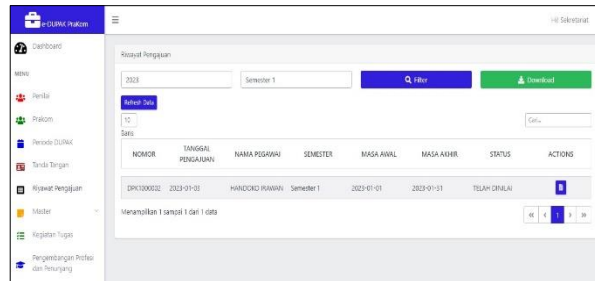 e-DUPAK Prakom
Hi! Sekretariat
Dashboard
MENU
Penilai
Prakom
Periode DUPAK
Tanda Tangan
Riwayat Pengajuan
Master
Kegiatan Tugas
Pengembangan Profesi
dan Penunjang
Riwayat Pengajuan
2023 Semester 1 Filter Download
Refresh Data
10
Baris
Cari...
NOMOR TANGGAL PENGAJUAN NAMA PEGAWAI SEMESTER MASA AWAL MASA AKHIR STATUS ACTIONS
DPK1000032 2023-01-03 HANDOKO IRAWAN Semester 1 2023-01-01 2023-01-31 TELAH DINILAI
Menampilkan 1 sampai 1 dari 1 data
« ‹ 1 › »